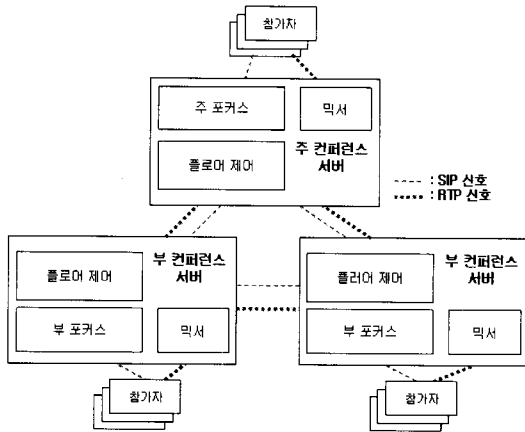 참가자
주 포커스
믹서
플로어 제어
주 컨퍼런스
서버
: SIP 신호
: RTP 신호
플로어 제어
부 컨퍼런스
서버
부 포커스
믹서
플러어 제어
부 컨퍼런스
서버
부 포커스
믹서
참가자
참가자